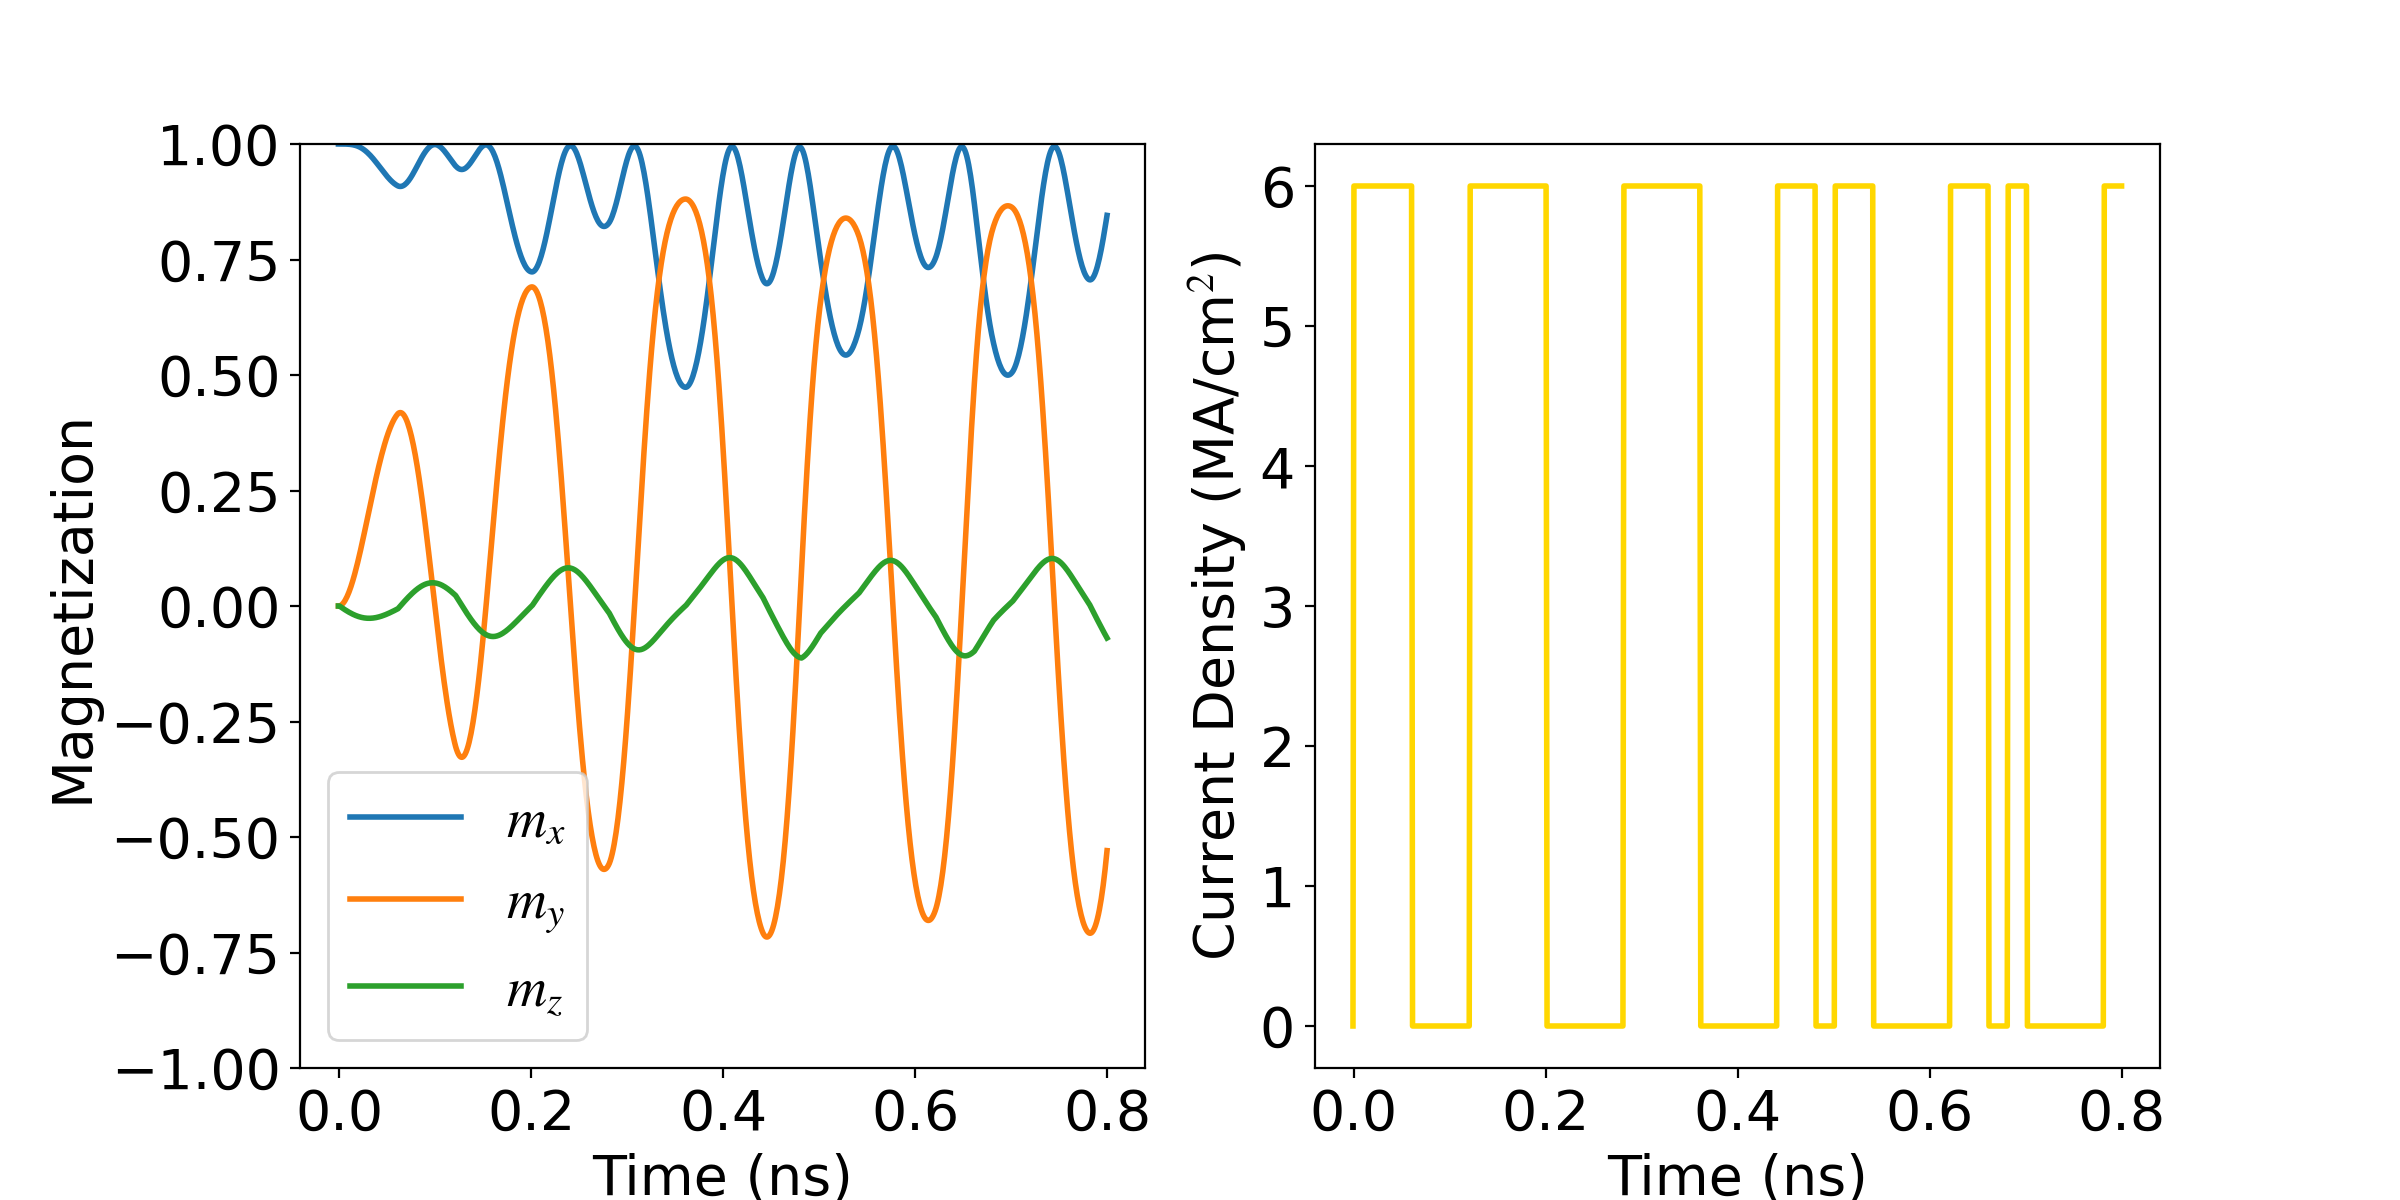 Magnetization
1.00
0.75
0.50
0.25
0.00
−0.25
−0.50
−0.75
−1.00
m_x
m_y
m_z
0.0 0.2 0.4 0.6 0.8
Time (ns)
Current Density (MA/cm²)
6
5
4
3
2
1
0
0.0 0.2 0.4 0.6 0.8
Time (ns)